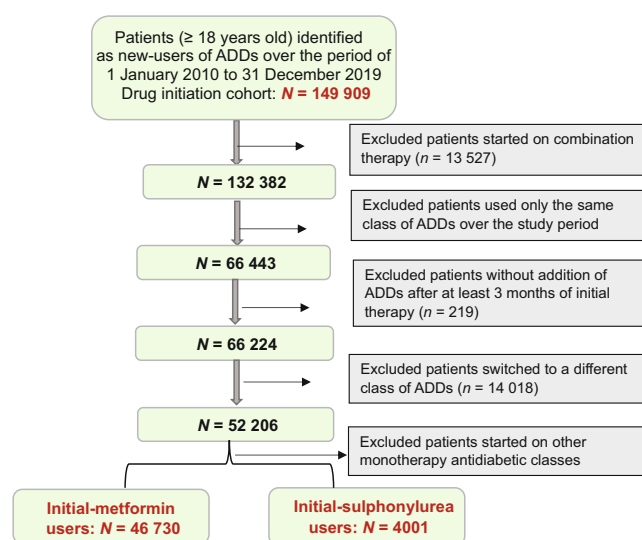 Patients (≥ 18 years old) identified
as new-users of ADDs over the period of
1 January 2010 to 31 December 2019
Drug initiation cohort: N = 149 909
Excluded patients started on combination
therapy (n = 13 527)
N = 132 382
Excluded patients used only the same
class of ADDs over the study period
N = 66 443
Excluded patients without addition of
ADDs after at least 3 months of initial
therapy (n = 219)
N = 66 224
Excluded patients switched to a different
class of ADDs (n = 14 018)
N = 52 206
Excluded patients started on other
monotherapy antidiabetic classes
Initial-metformin
users: N = 46 730
Initial-sulphonylurea
users: N = 4001